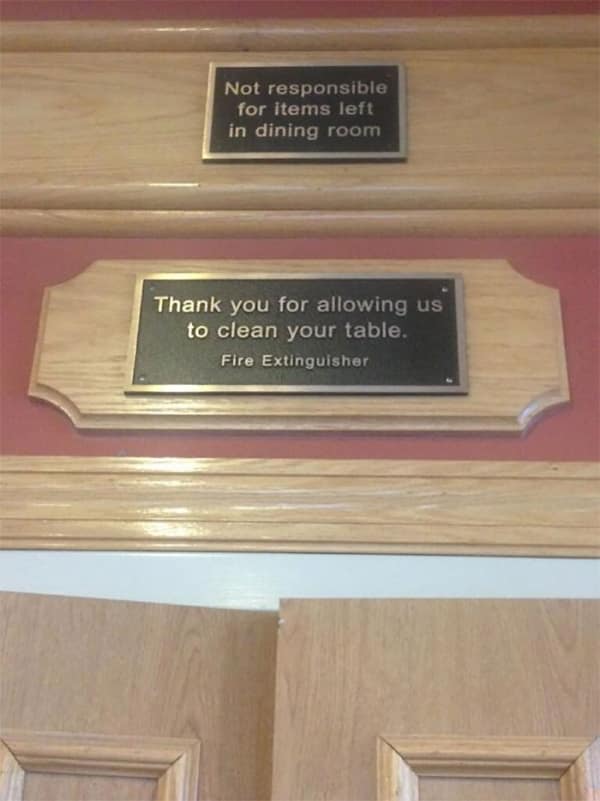 Not responsible
for items left
in dining room
Thank you for allowing us
to clean your table.
Fire Extinguisher